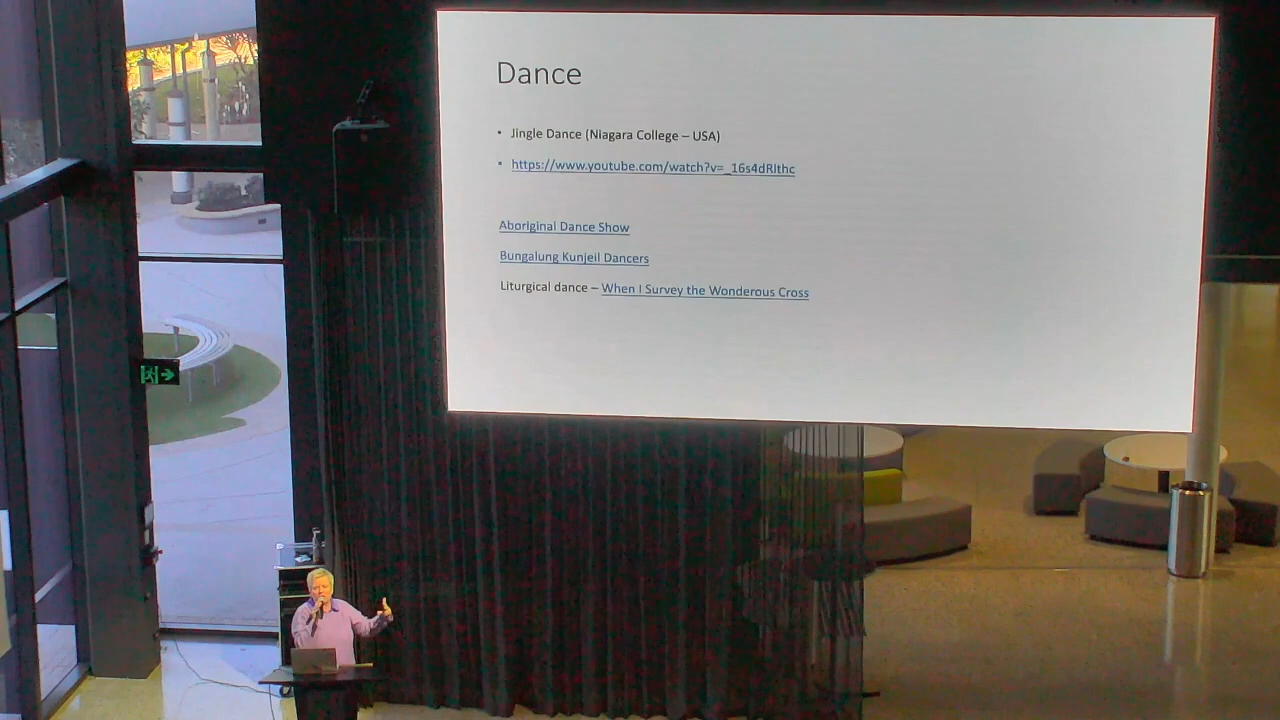 Dance
• Jingle Dance (Niagara College – USA)
• https://www.youtube.com/watch?v=_16s4dRIthc
Aboriginal Dance Show
Bungalung Kunjeil Dancers
Liturgical dance – When I Survey the Wonderous Cross